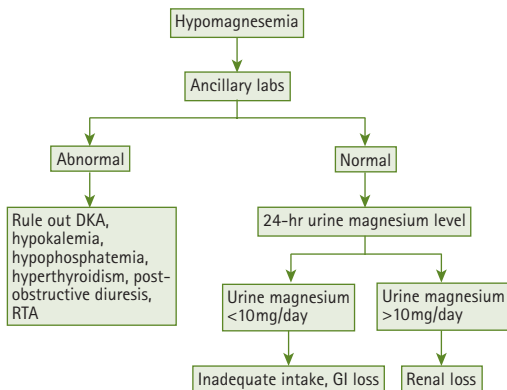 Hypomagnesemia
Ancillary labs
Abnormal
Normal
Rule out DKA,
hypokalemia,
hypophosphatemia,
hyperthyroidism, post-
obstructive diuresis,
RTA
24-hr urine magnesium level
Urine magnesium
<10mg/day
Urine magnesium
>10mg/day
Inadequate intake, GI loss
Renal loss